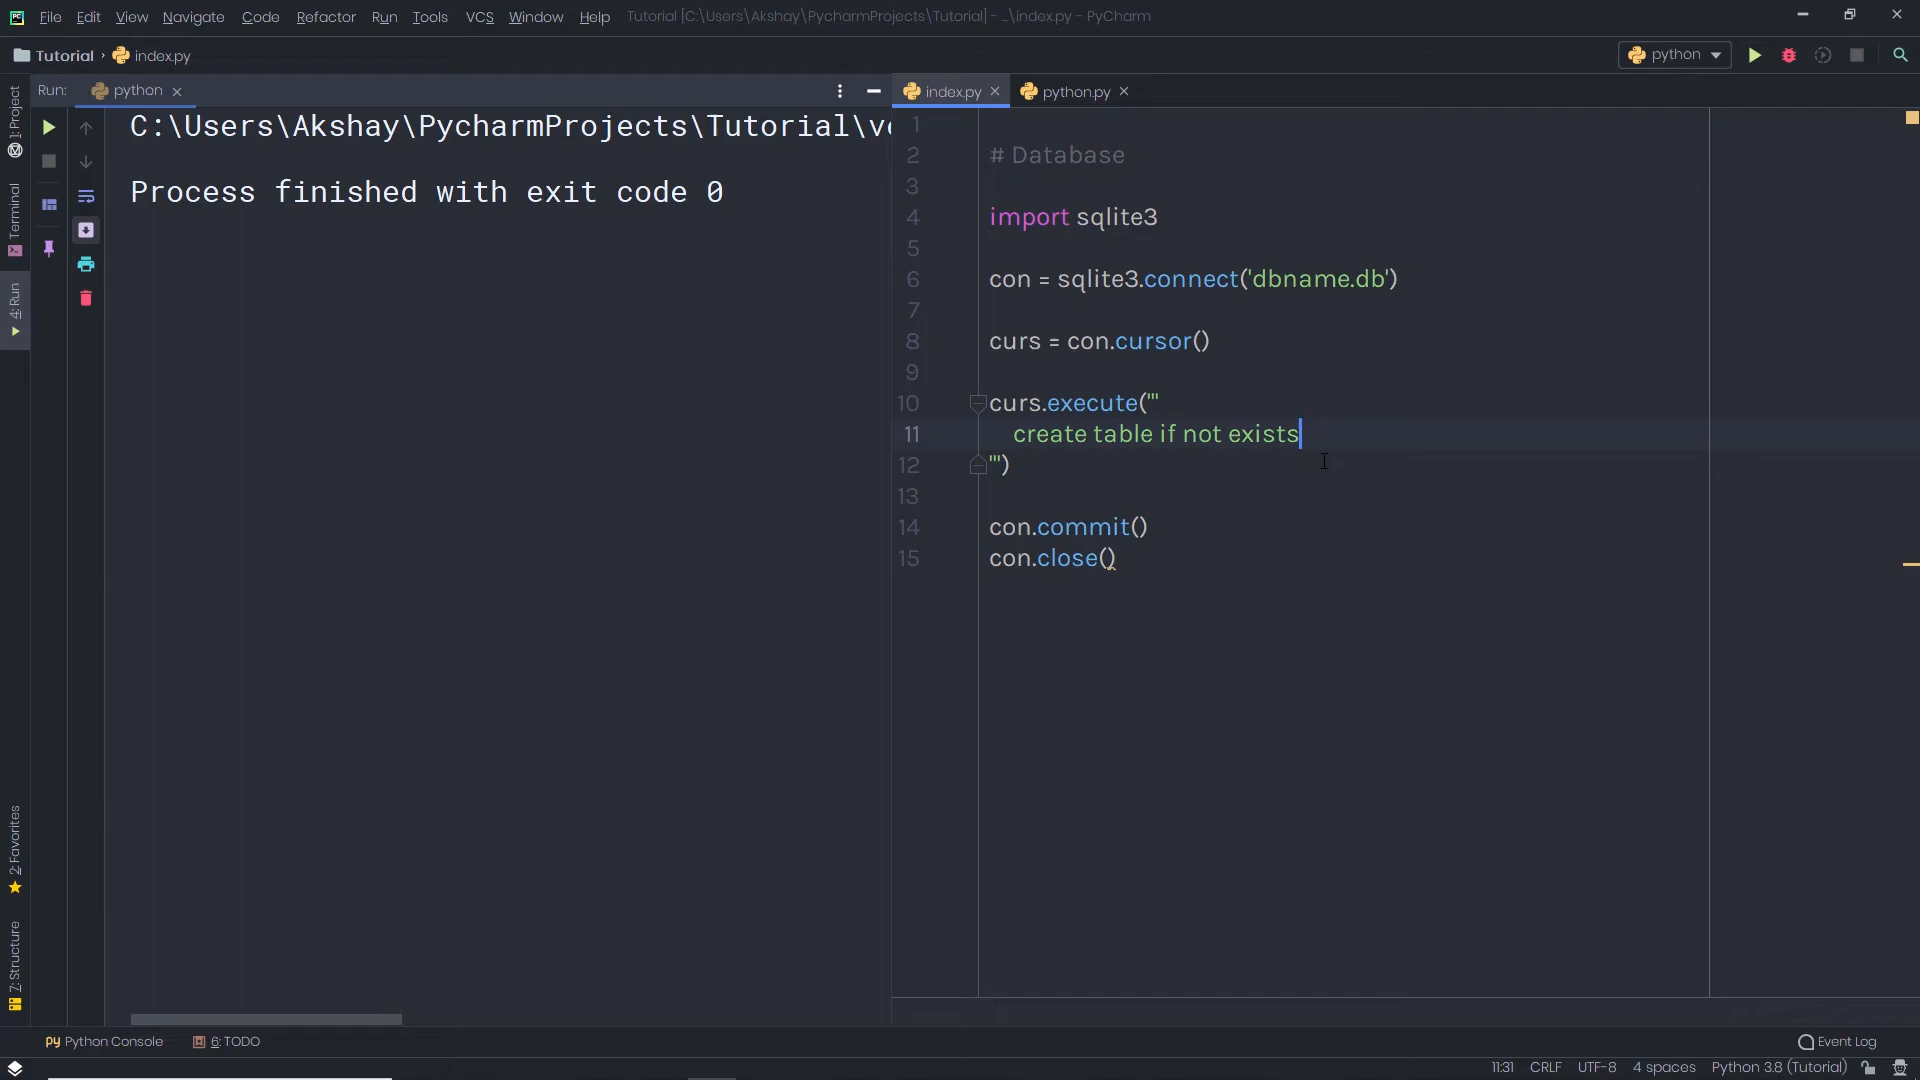 File Edit View Navigate Code Refactor Run Tools VCS Window Help Tutorial [C:\Users\Akshay\PycharmProjects\Tutorial] - ...\index.py - PyCharm
Tutorial › index.py
python
Run: python
index.py
python.py
C:\Users\Akshay\PycharmProjects\Tutorial\ve
Process finished with exit code 0
1
2 # Database
3
4 import sqlite3
5
6 con = sqlite3.connect('dbname.db')
7
8 curs = con.cursor()
9
10 curs.execute('''
11 create table if not exists
12 ''')
13
14 con.commit()
15 con.close()
1: Project
Terminal
4: Run
2: Favorites
7: Structure
Python Console
6: TODO
Event Log
11:31 CRLF UTF-8 4 spaces Python 3.8 (Tutorial)